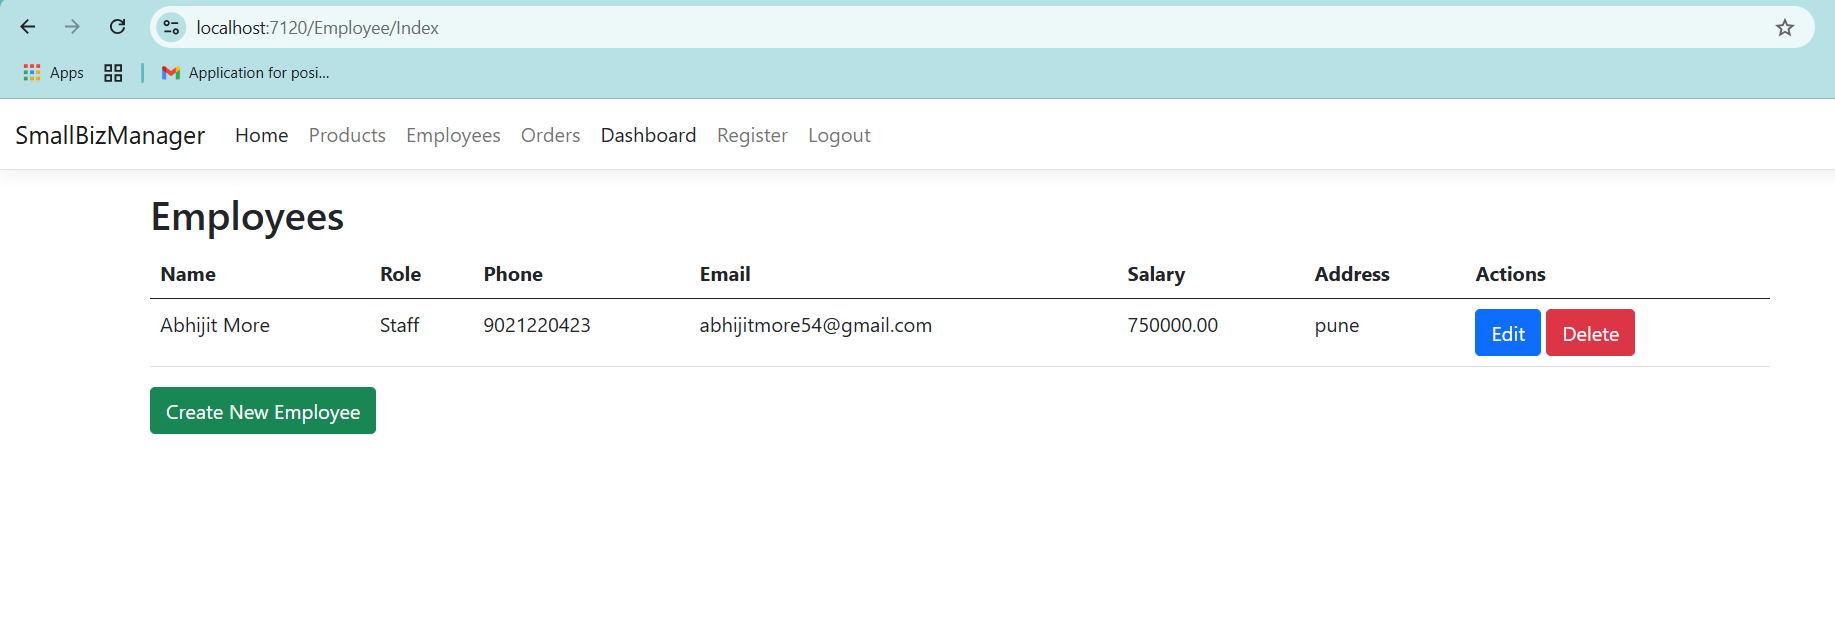 localhost:7120/Employee/Index
Apps Application for posi...
SmallBizManager Home Products Employees Orders Dashboard Register Logout
Employees
Name Role Phone Email Salary Address Actions
Abhijit More Staff 9021220423 abhijitmore54@gmail.com 750000.00 pune Edit Delete
Create New Employee